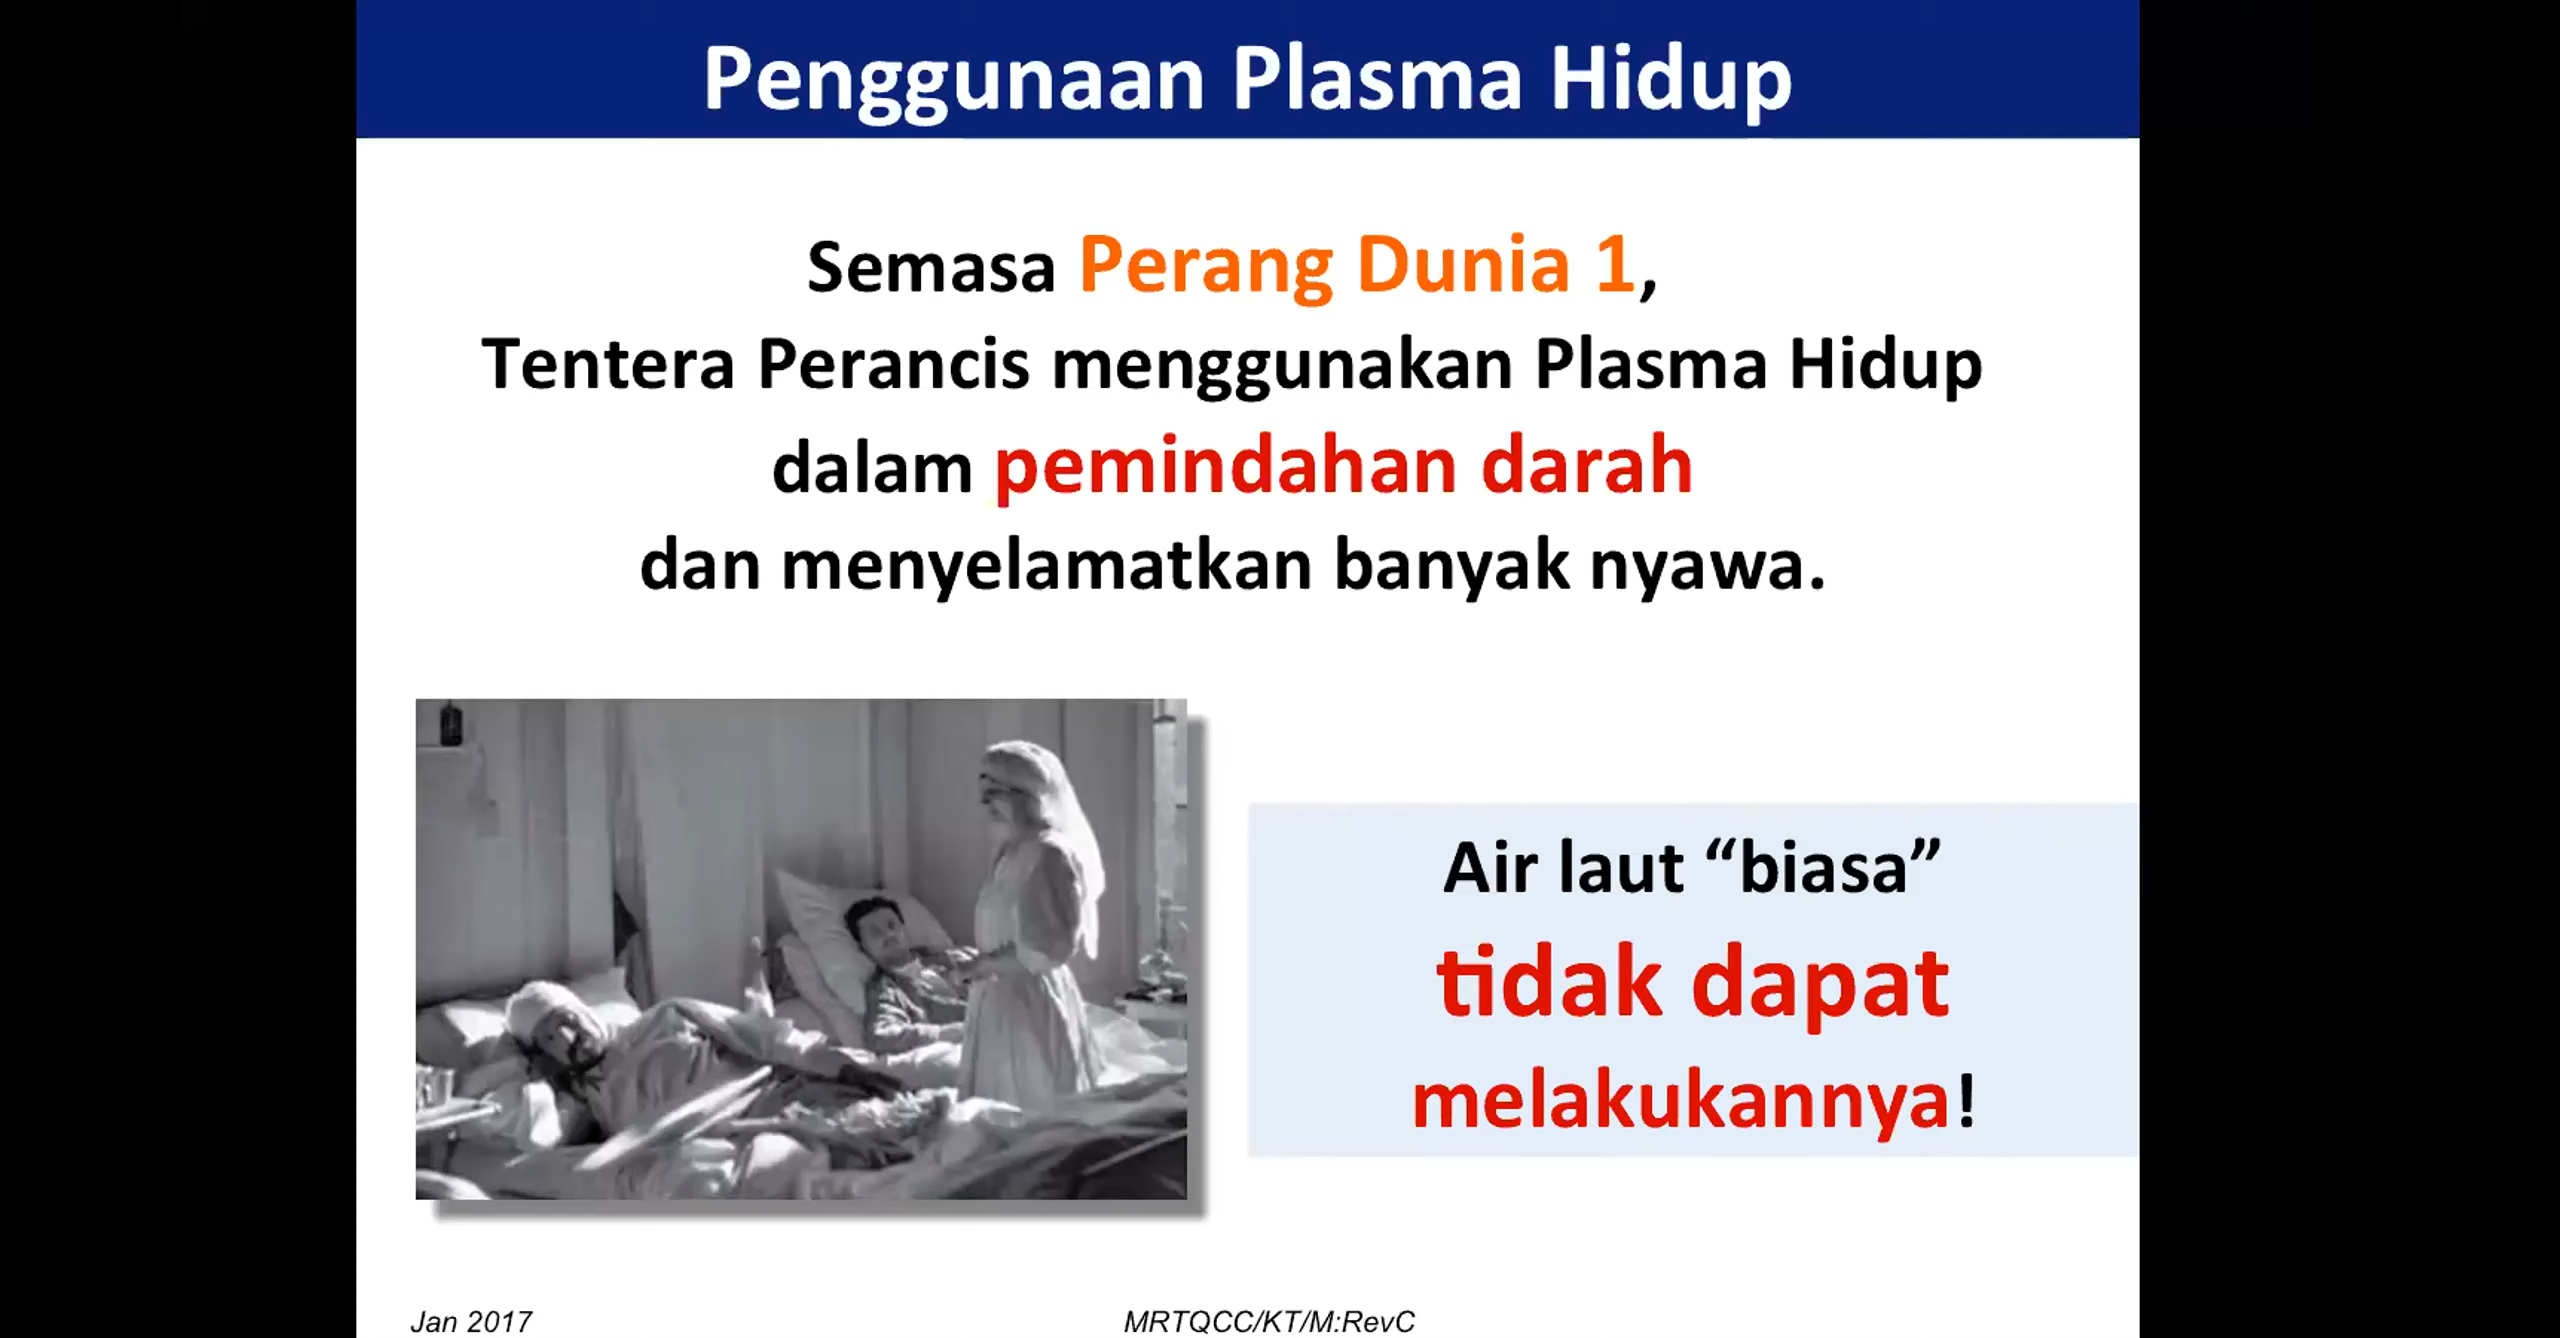 Penggunaan Plasma Hidup
Semasa Perang Dunia 1,
Tentera Perancis menggunakan Plasma Hidup
dalam pemindahan darah
dan menyelamatkan banyak nyawa.
Air laut “biasa”
tidak dapat
melakukannya!
Jan 2017
MRTQCC/KT/M:RevC